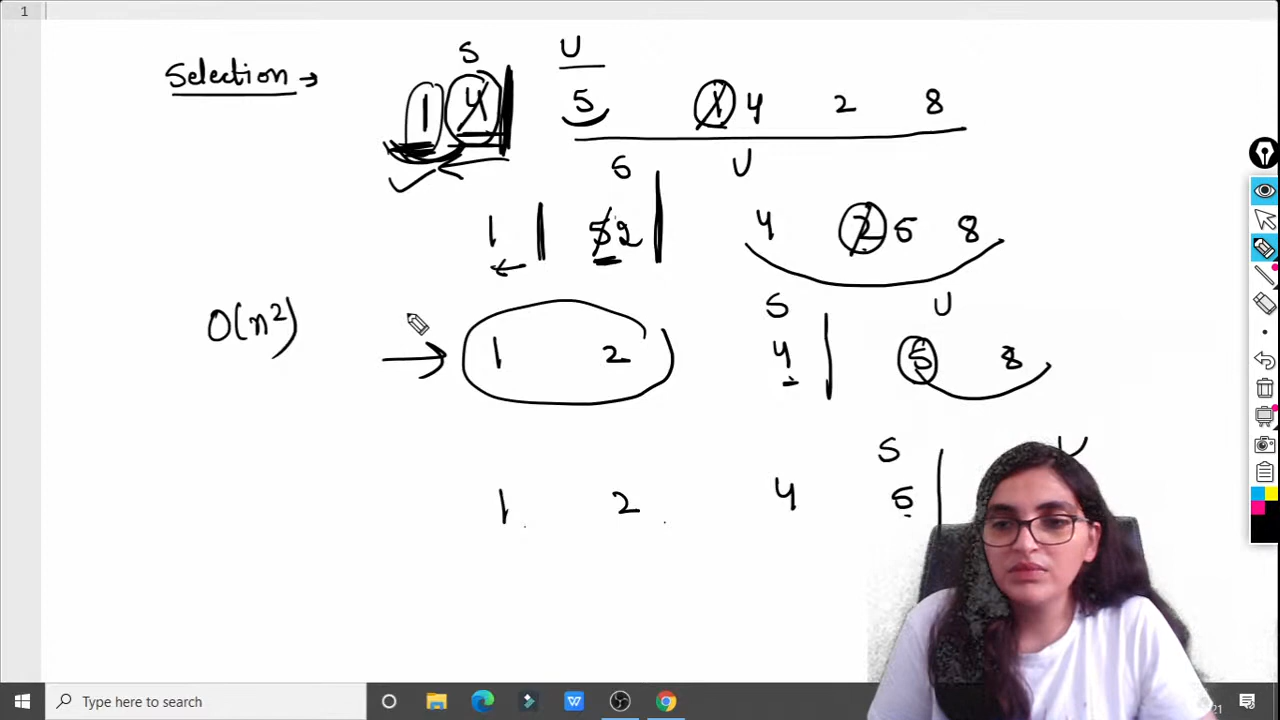 1
S U
Selection → 1 4 5 1 4 2 8
S U
1 5 2 4 2 5 8
S U
O(n²) 1 2 4 5 8
S U
1 2 4 5
Type here to search
21